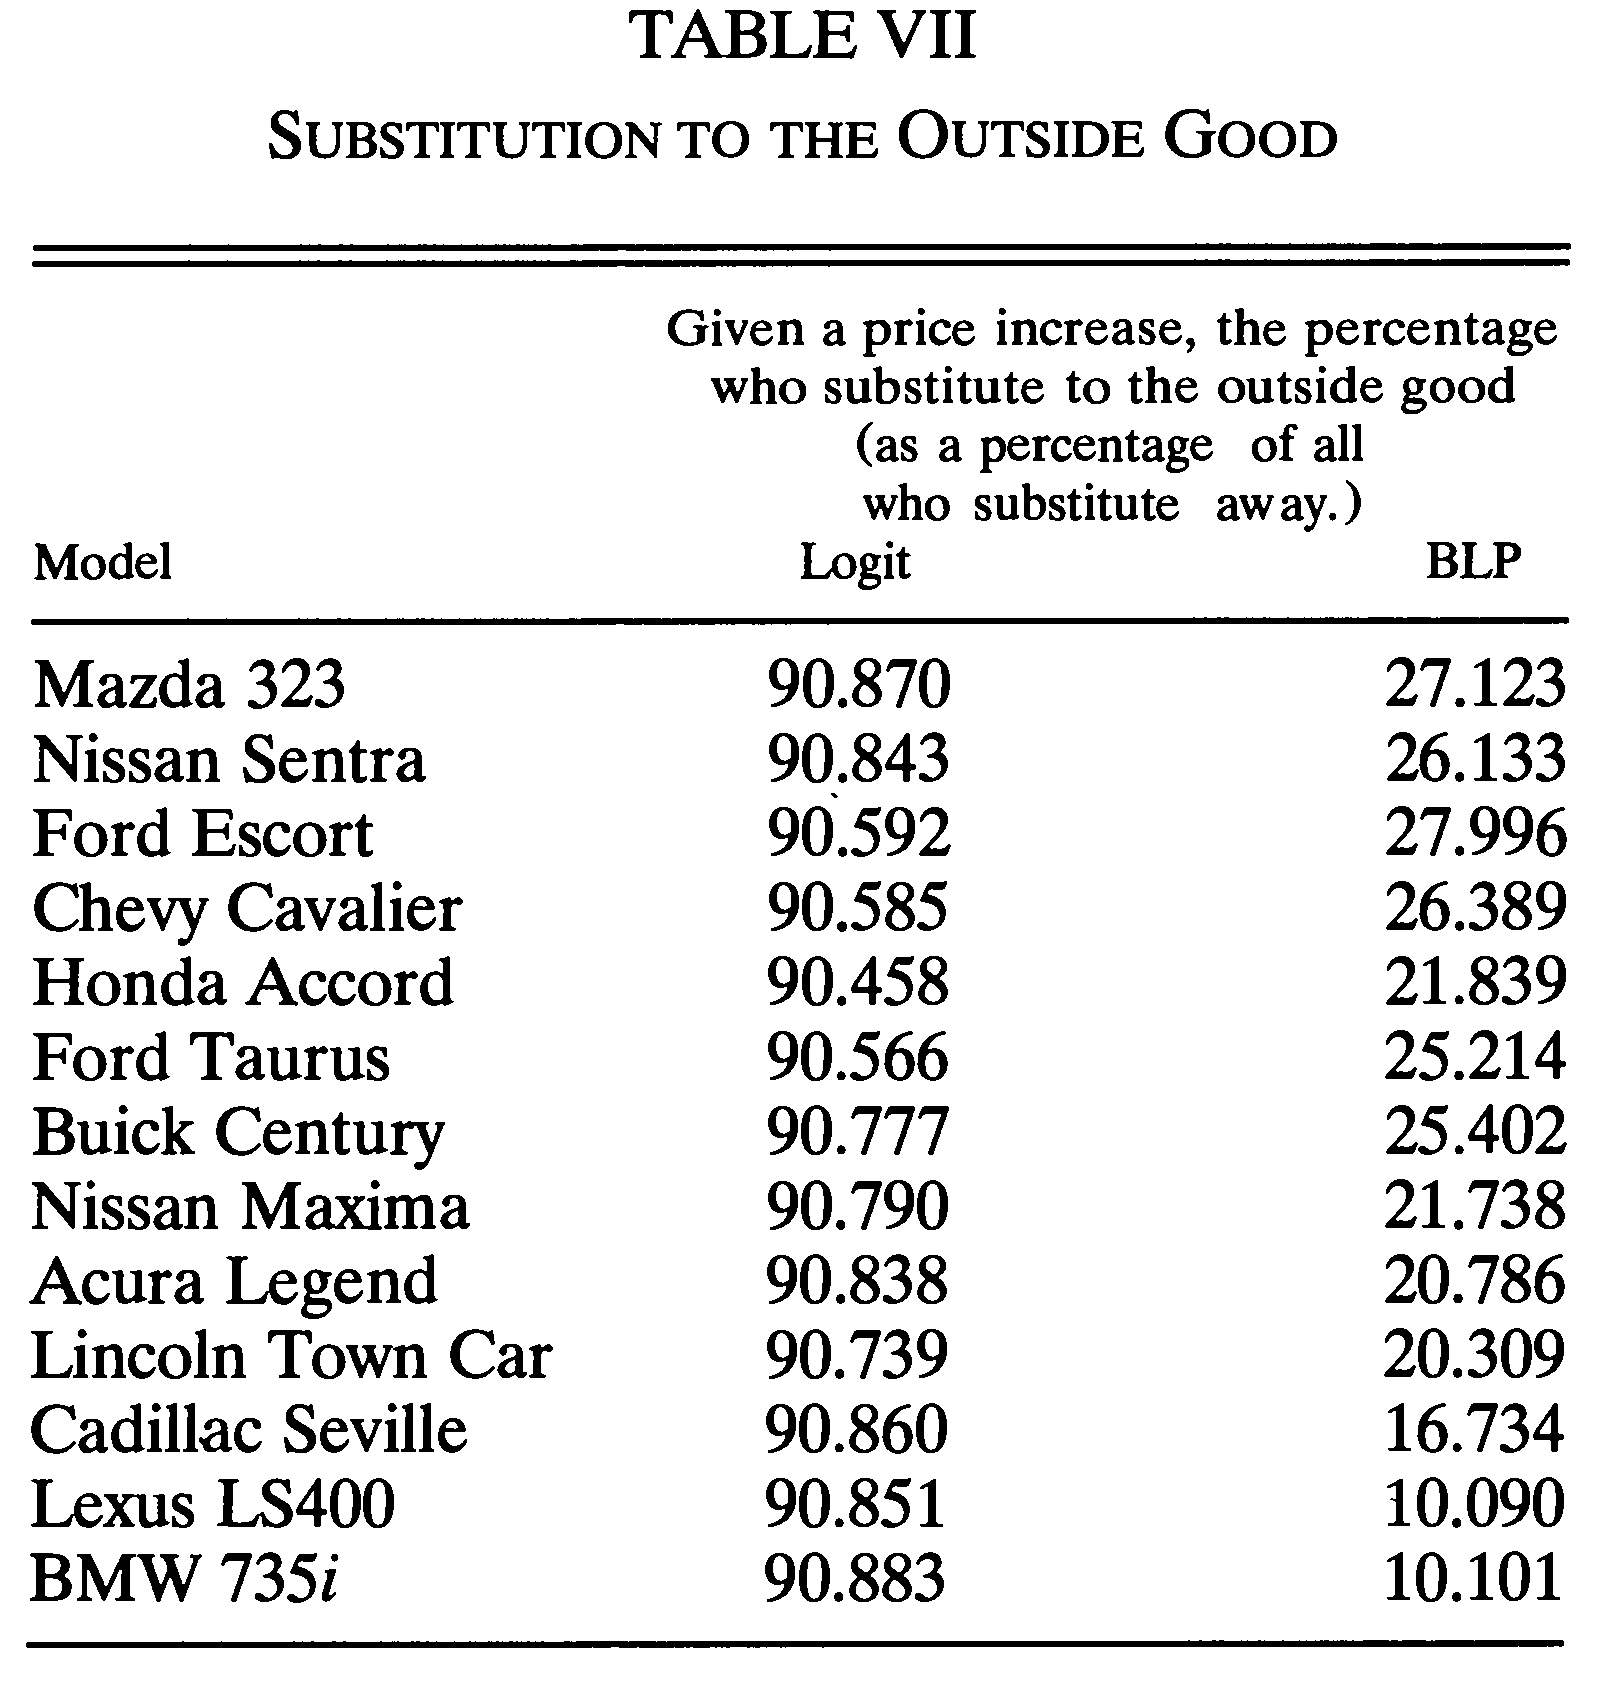 TABLE VII
SUBSTITUTION TO THE OUTSIDE GOOD
Given a price increase, the percentage
who substitute to the outside good
(as a percentage of all
who substitute away.)
Model Logit BLP
Mazda 323 90.870 27.123
Nissan Sentra 90.843 26.133
Ford Escort 90.592 27.996
Chevy Cavalier 90.585 26.389
Honda Accord 90.458 21.839
Ford Taurus 90.566 25.214
Buick Century 90.777 25.402
Nissan Maxima 90.790 21.738
Acura Legend 90.838 20.786
Lincoln Town Car 90.739 20.309
Cadillac Seville 90.860 16.734
Lexus LS400 90.851 10.090
BMW 735i 90.883 10.101